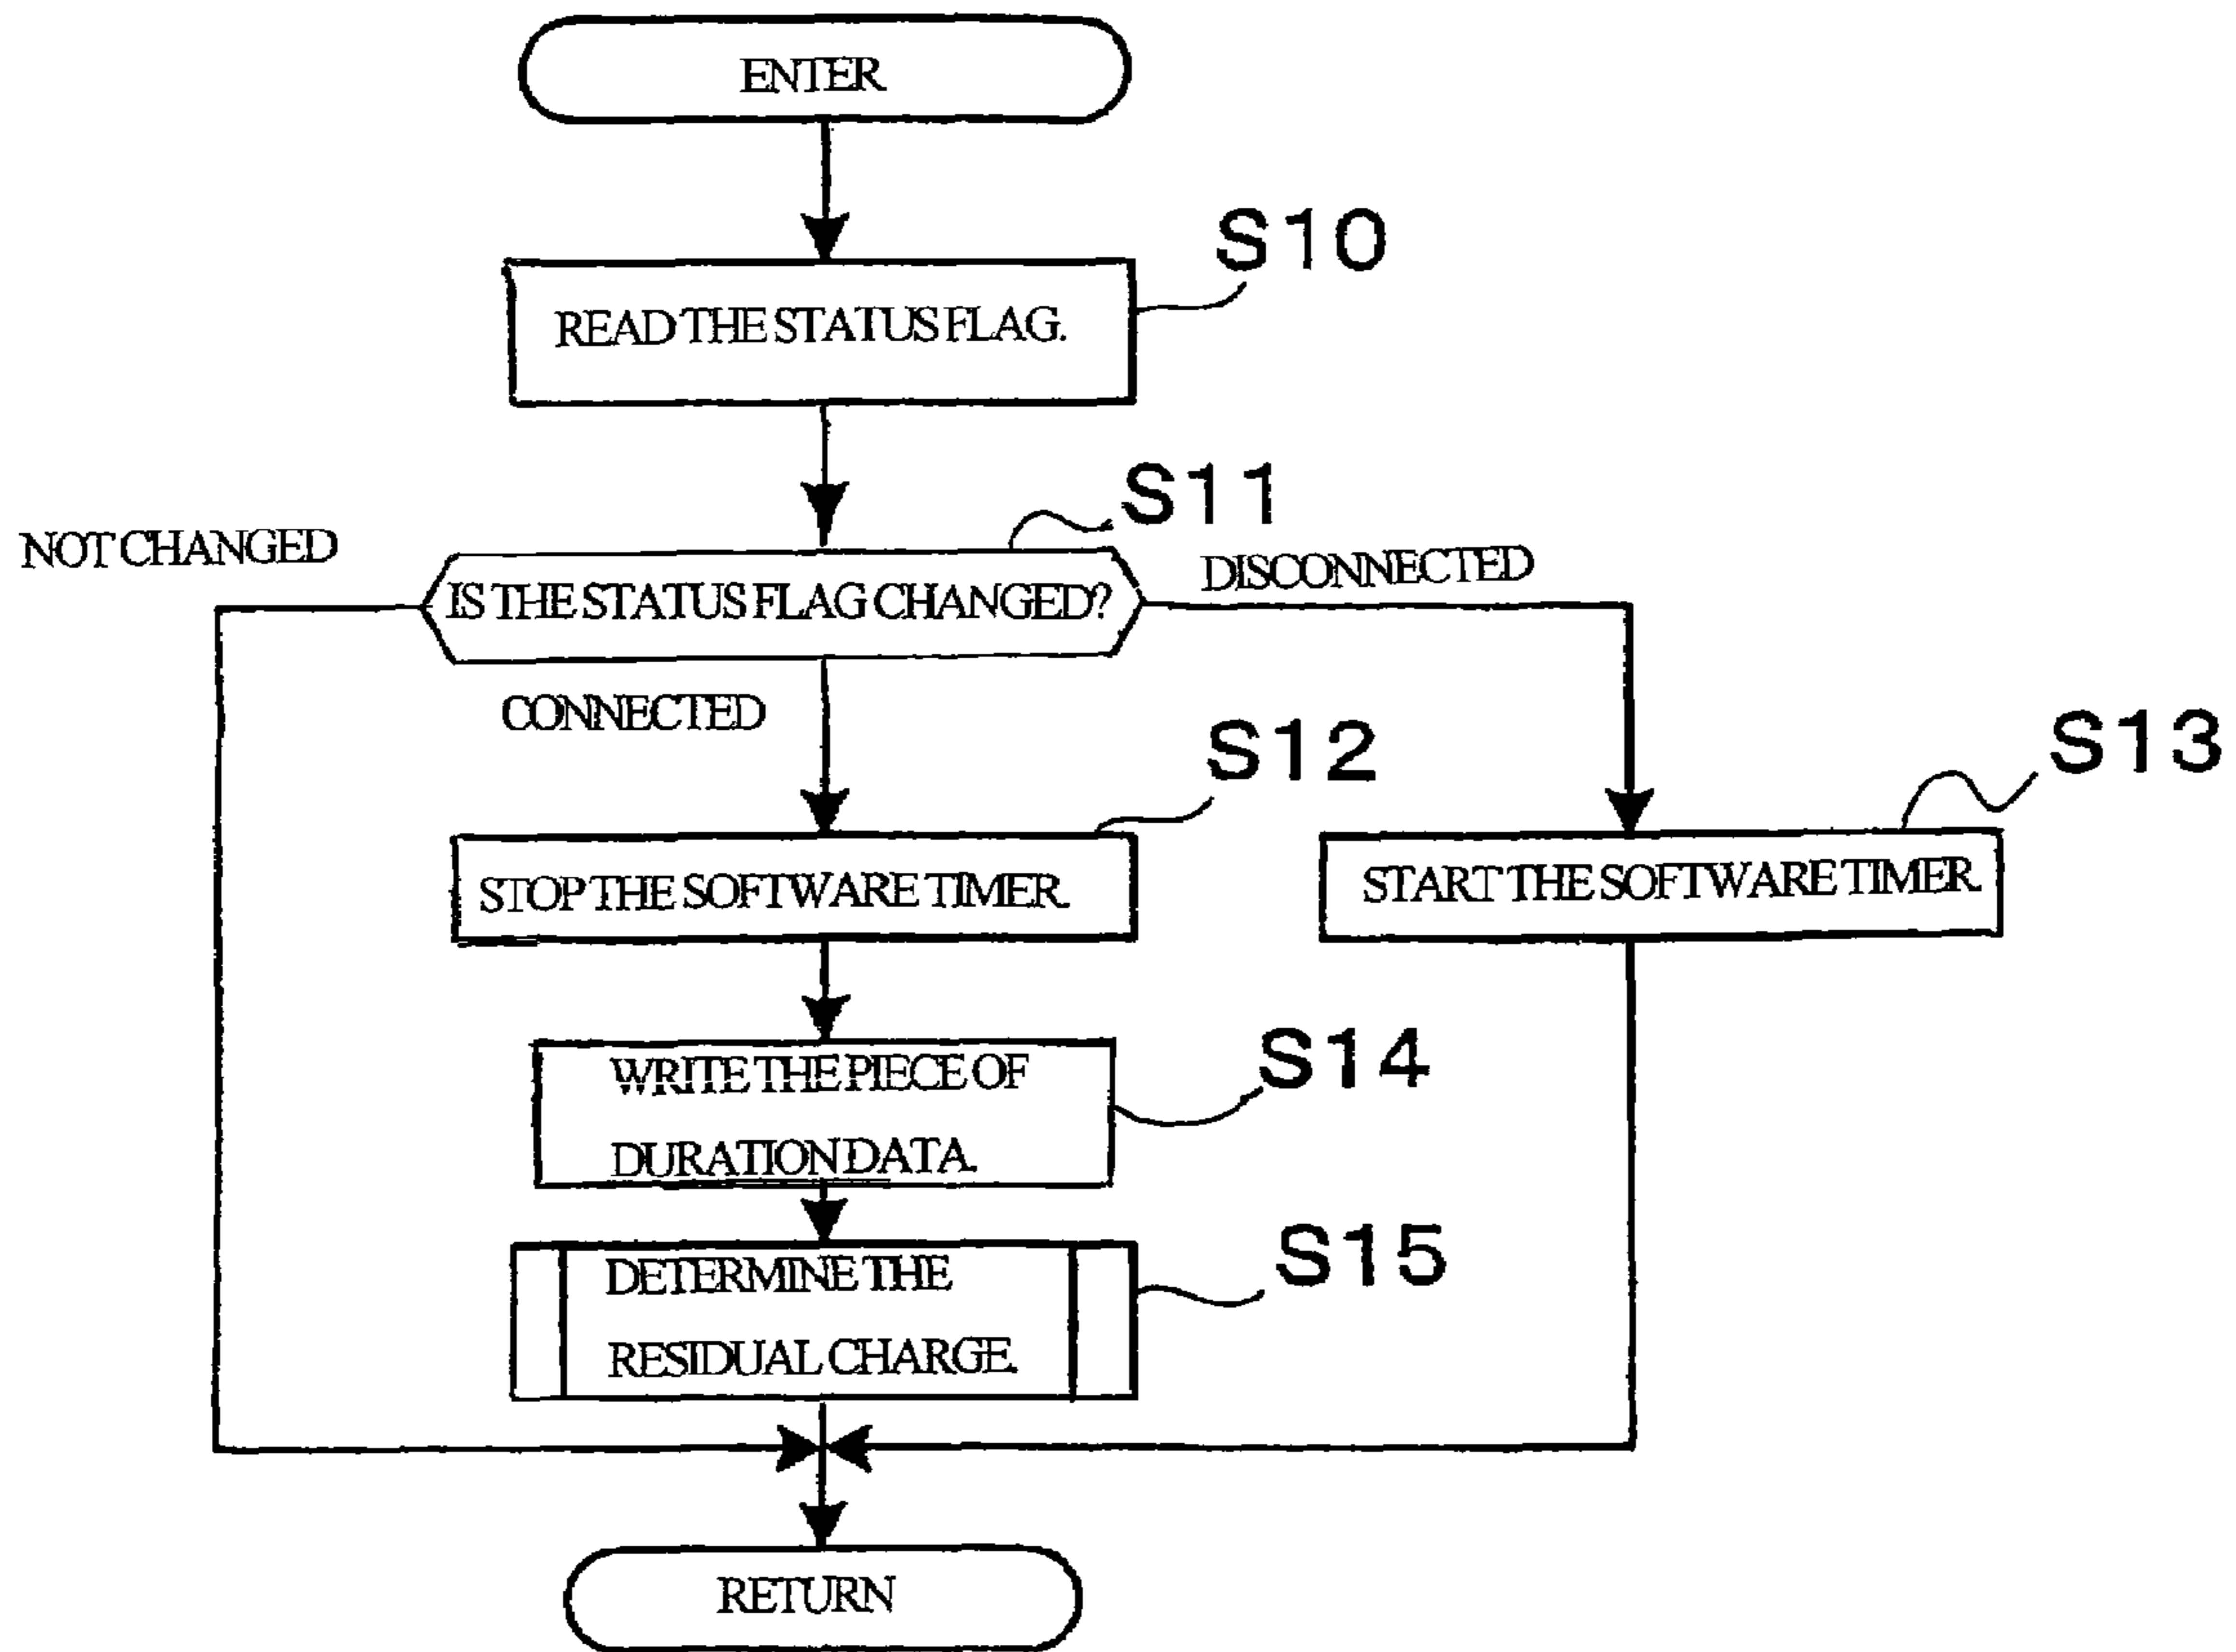 ENTER
S10
READ THE STATUS FLAG.
S11
NOT CHANGED
DISCONNECTED
IS THE STATUS FLAG CHANGED?
CONNECTED
S12
S13
STOP THE SOFTWARE TIMER.
START THE SOFTWARE TIMER.
S14
WRITE THE PIECE OF
DURATION DATA.
S15
DETERMINE THE
RESIDUAL CHARGE.
RETURN